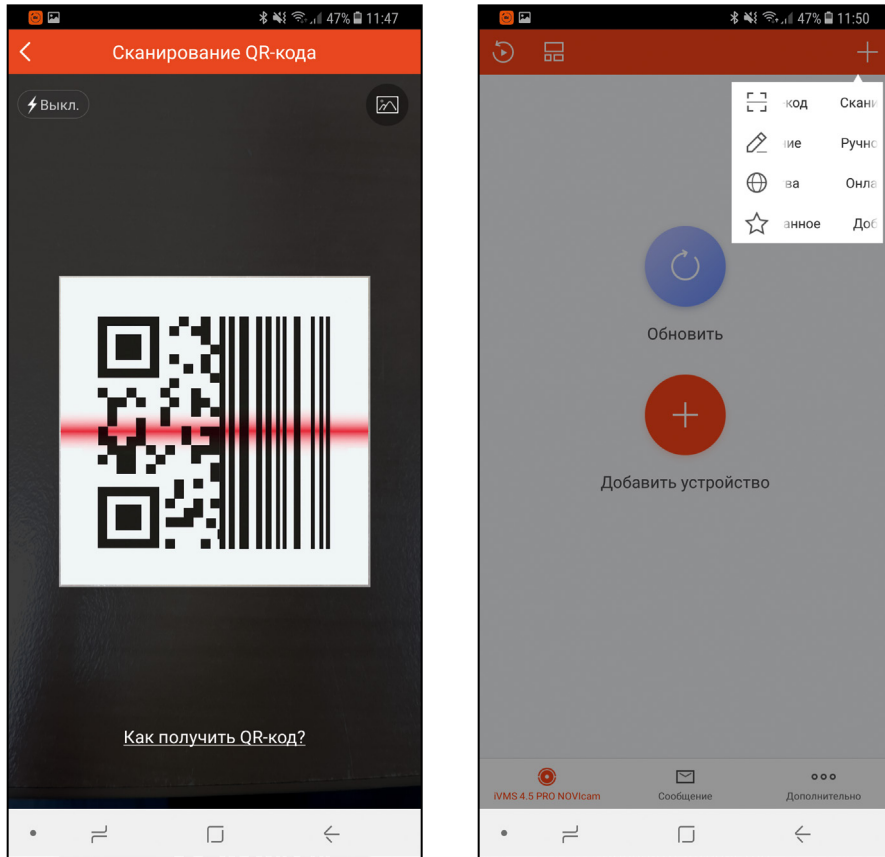 47% 11:47
Сканирование QR-кода
Выкл.
Как получить QR-код?
47% 11:50
-код Скани
ие Ручно
ва Онла
анное Доб
Обновить
Добавить устройство
iVMS 4.5 PRO NOVIcam
Сообщение
Дополнительно